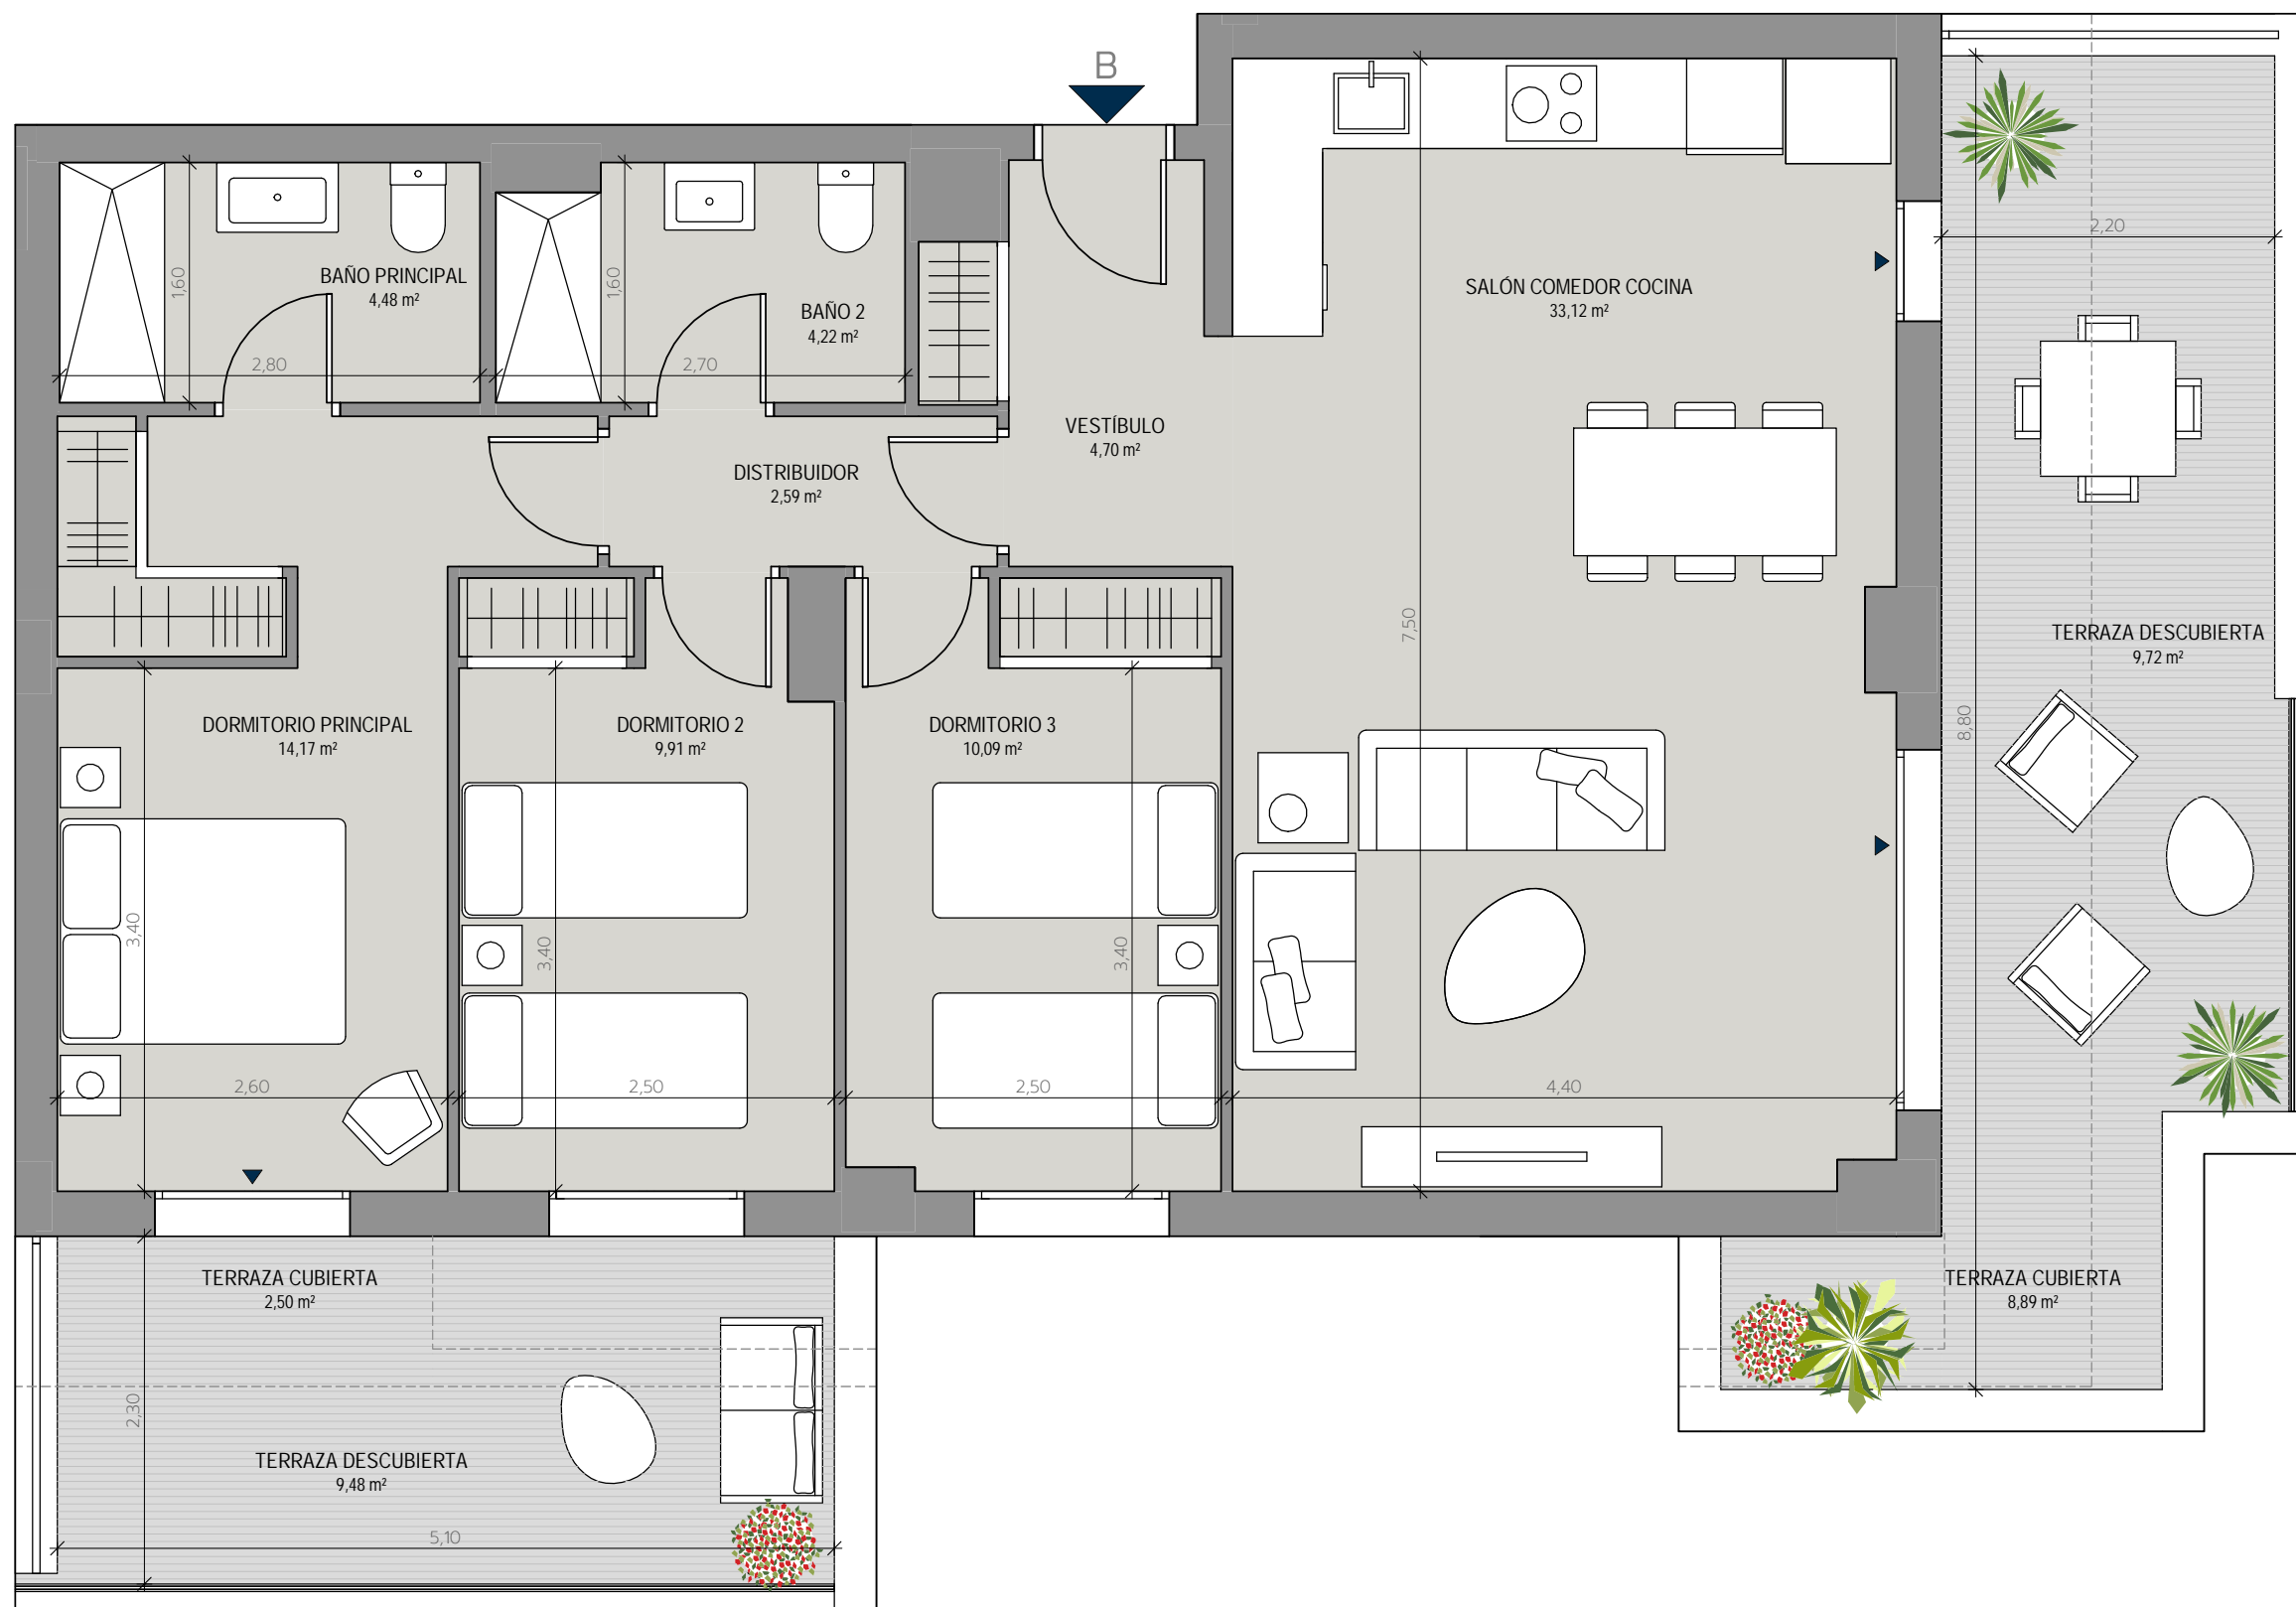 B
BAÑO PRINCIPAL
4,48 m²
1,60
2,80
BAÑO 2
4,22 m²
1,60
2,70
SALÓN COMEDOR COCINA
33,12 m²
2,20
VESTÍBULO
4,70 m²
DISTRIBUIDOR
2,59 m²
7,50
TERRAZA DESCUBIERTA
9,72 m²
8,80
DORMITORIO PRINCIPAL
14,17 m²
DORMITORIO 2
9,91 m²
DORMITORIO 3
10,09 m²
3,40
3,40
3,40
2,60
2,50
2,50
4,40
TERRAZA CUBIERTA
2,50 m²
TERRAZA CUBIERTA
8,89 m²
2,30
TERRAZA DESCUBIERTA
9,48 m²
5,10